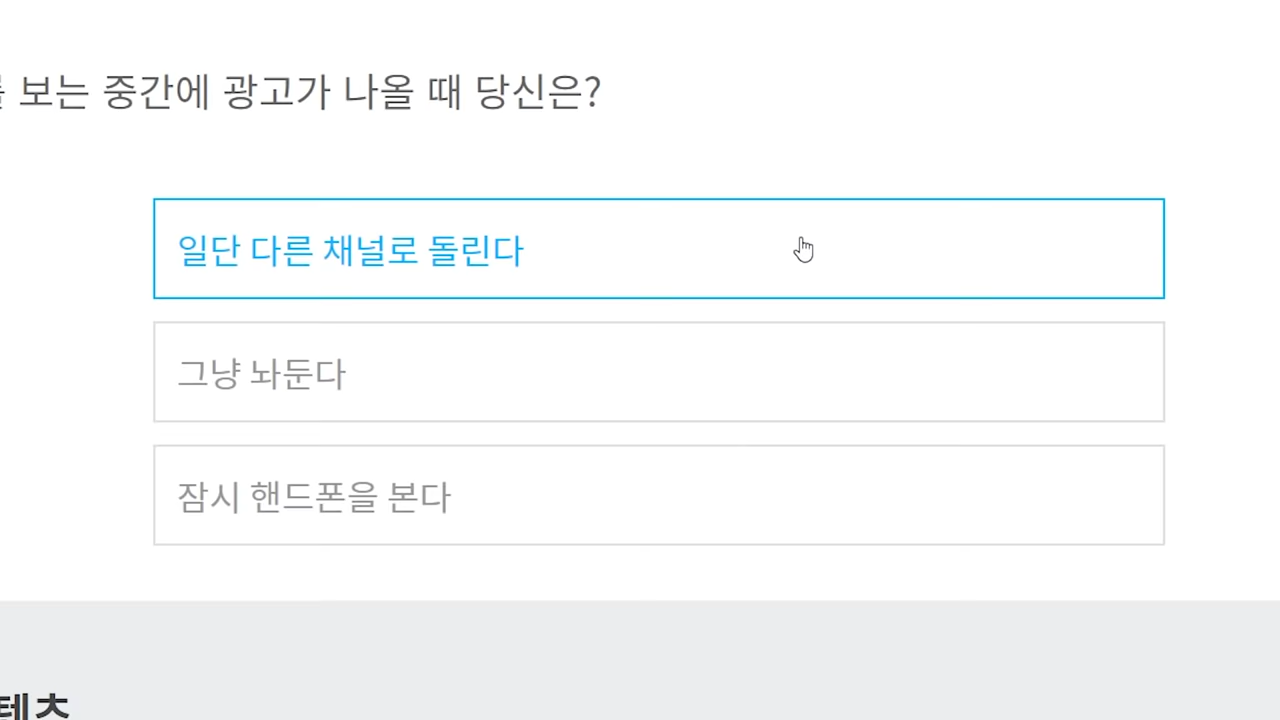 보는 중간에 광고가 나올 때 당신은?
일단 다른 채널로 돌린다
그냥 놔둔다
잠시 핸드폰을 본다